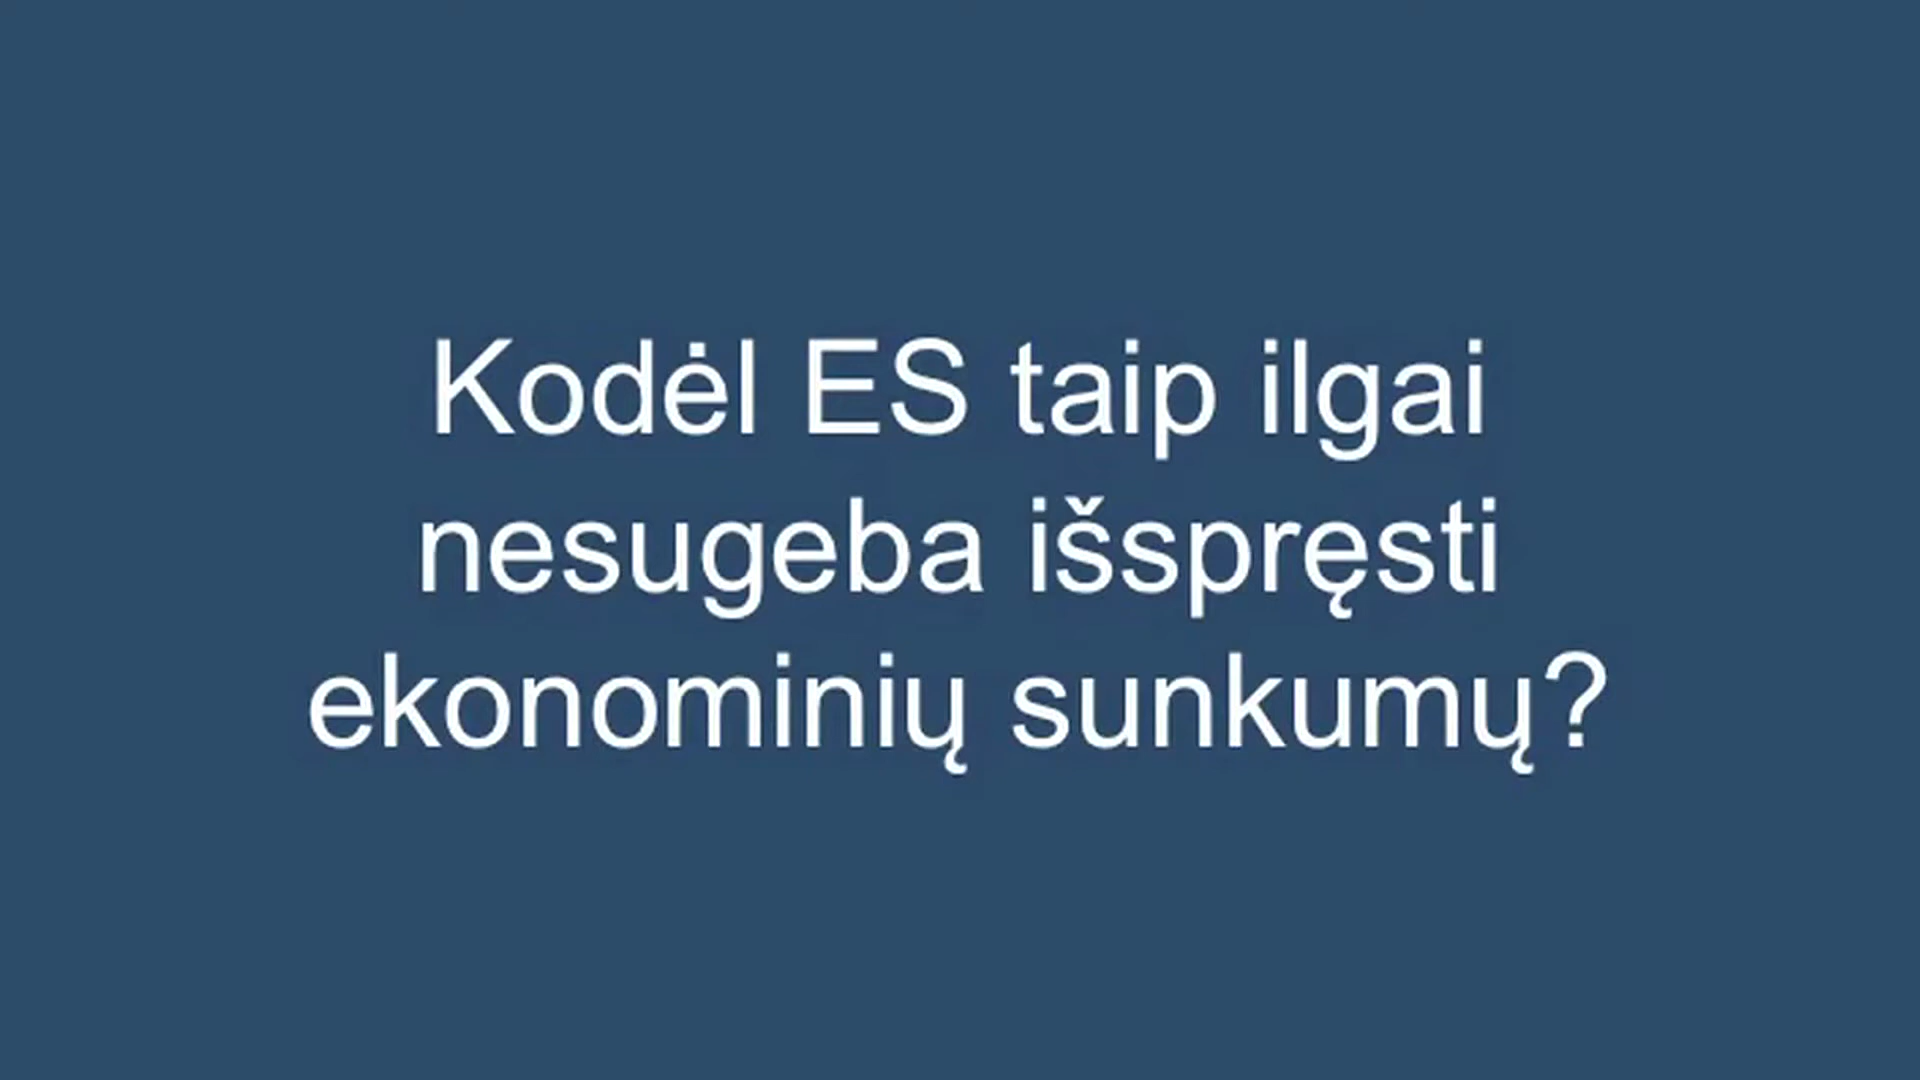 Kodėl ES taip ilgai
nesugeba išspręsti
ekonominių sunkumų?